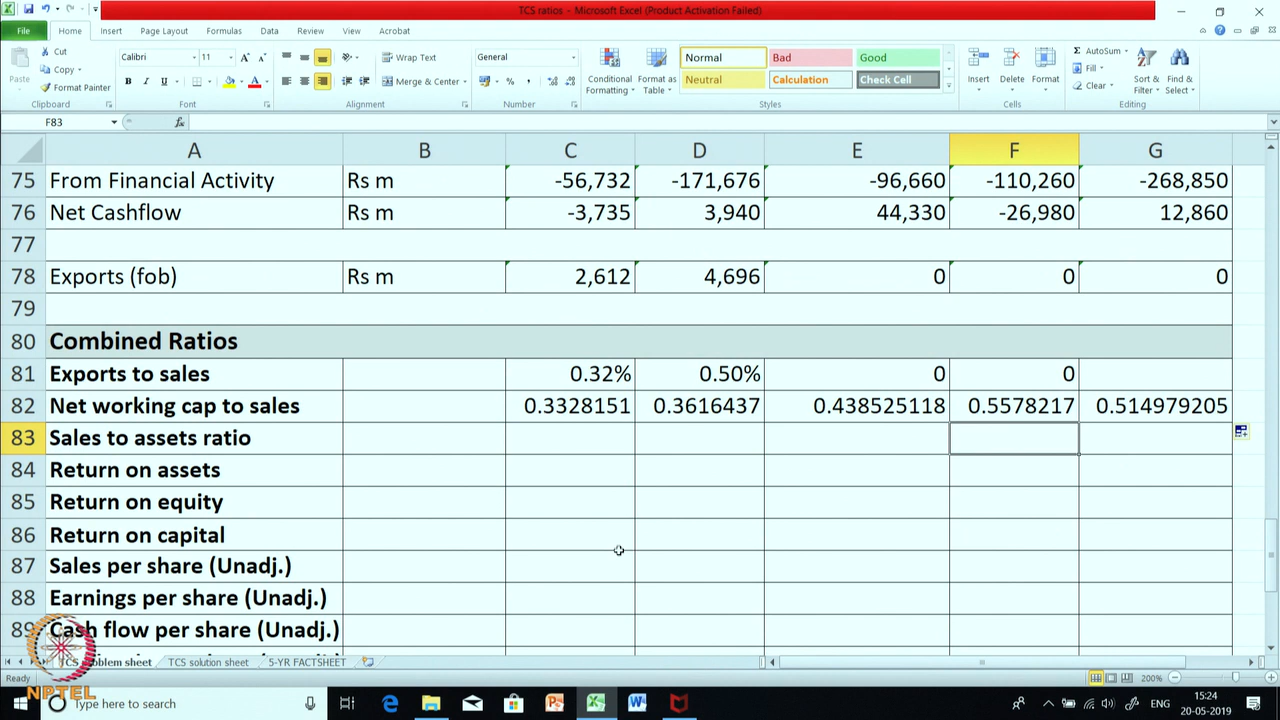 TCS ratios - Microsoft Excel (Product Activation Failed)
File Home Insert Page Layout Formulas Data Review View Acrobat
Cut
Copy
Format Painter
Paste
Clipboard
Calibri 11
B I U
Font
Wrap Text
Merge & Center
Alignment
General
Number
Conditional Formatting
Format as Table
Normal Bad Good
Neutral Calculation Check Cell
Styles
Insert Delete Format
Cells
AutoSum
Fill
Clear
Sort & Filter
Find & Select
Editing
F83 fx
A B C D E F G
75 From Financial Activity Rs m -56,732 -171,676 -96,660 -110,260 -268,850
76 Net Cashflow Rs m -3,735 3,940 44,330 -26,980 12,860
77
78 Exports (fob) Rs m 2,612 4,696 0 0 0
79
80 Combined Ratios
81 Exports to sales 0.32% 0.50% 0 0
82 Net working cap to sales 0.3328151 0.3616437 0.438525118 0.5578217 0.514979205
83 Sales to assets ratio
84 Return on assets
85 Return on equity
86 Return on capital
87 Sales per share (Unadj.)
88 Earnings per share (Unadj.)
89 Cash flow per share (Unadj.)
TCS problem sheet TCS solution sheet 5-YR FACTSHEET
Ready 200%
NPTEL
Type here to search
ENG
15:24
20-05-2019